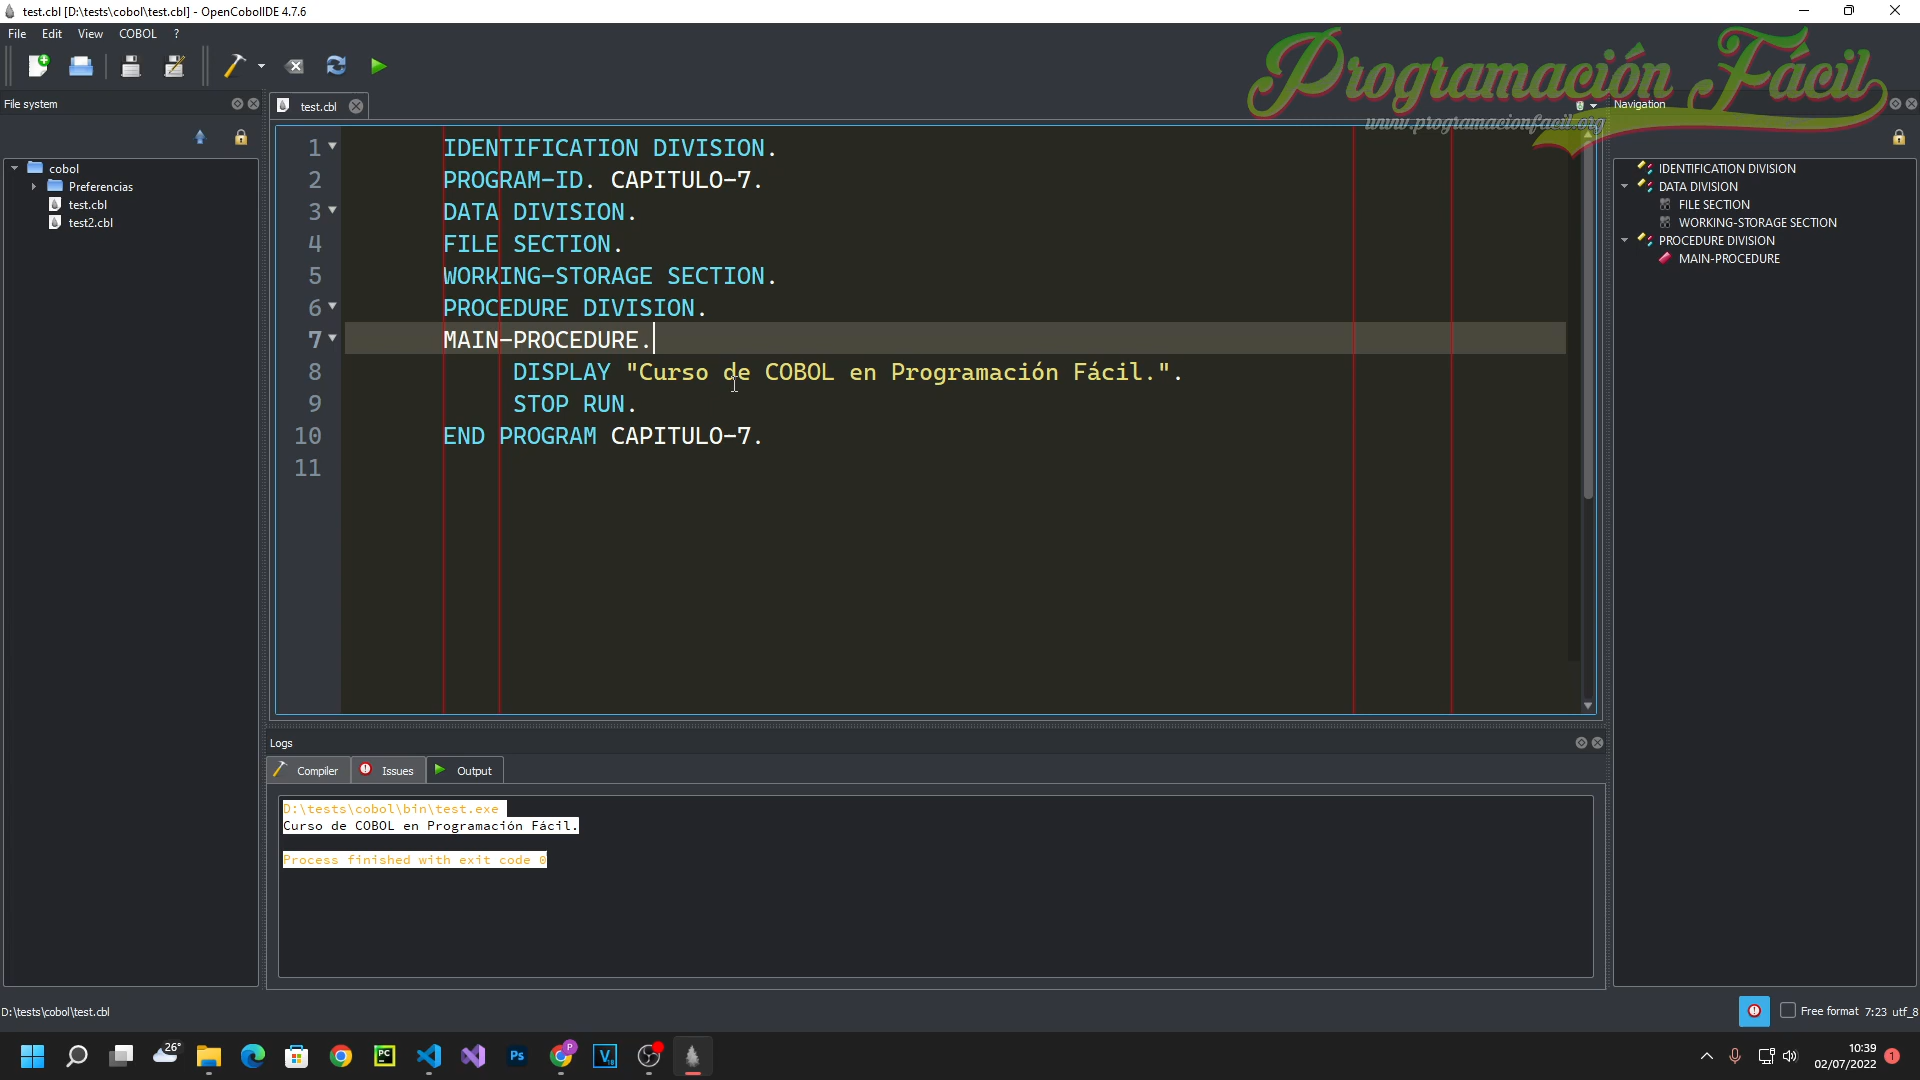 test.cbl [D:\tests\cobol\test.cbl] - OpenCobolIDE 4.7.6
File Edit View COBOL ?
Programación Fácil
www.programacionfacil.org
File system
test.cbl
Navigation
cobol
Preferencias
test.cbl
test2.cbl
1 IDENTIFICATION DIVISION.
2 PROGRAM-ID. CAPITULO-7.
3 DATA DIVISION.
4 FILE SECTION.
5 WORKING-STORAGE SECTION.
6 PROCEDURE DIVISION.
7 MAIN-PROCEDURE.
8 DISPLAY "Curso de COBOL en Programación Fácil.".
9 STOP RUN.
10 END PROGRAM CAPITULO-7.
11
IDENTIFICATION DIVISION
DATA DIVISION
FILE SECTION
WORKING-STORAGE SECTION
PROCEDURE DIVISION
MAIN-PROCEDURE
Logs
Compiler Issues Output
D:\tests\cobol\bin\test.exe
Curso de COBOL en Programación Fácil.
Process finished with exit code 0
D:\tests\cobol\test.cbl
Free format 7:23 utf_8
26°
PC
Ps
P
V
10:39
02/07/2022
1